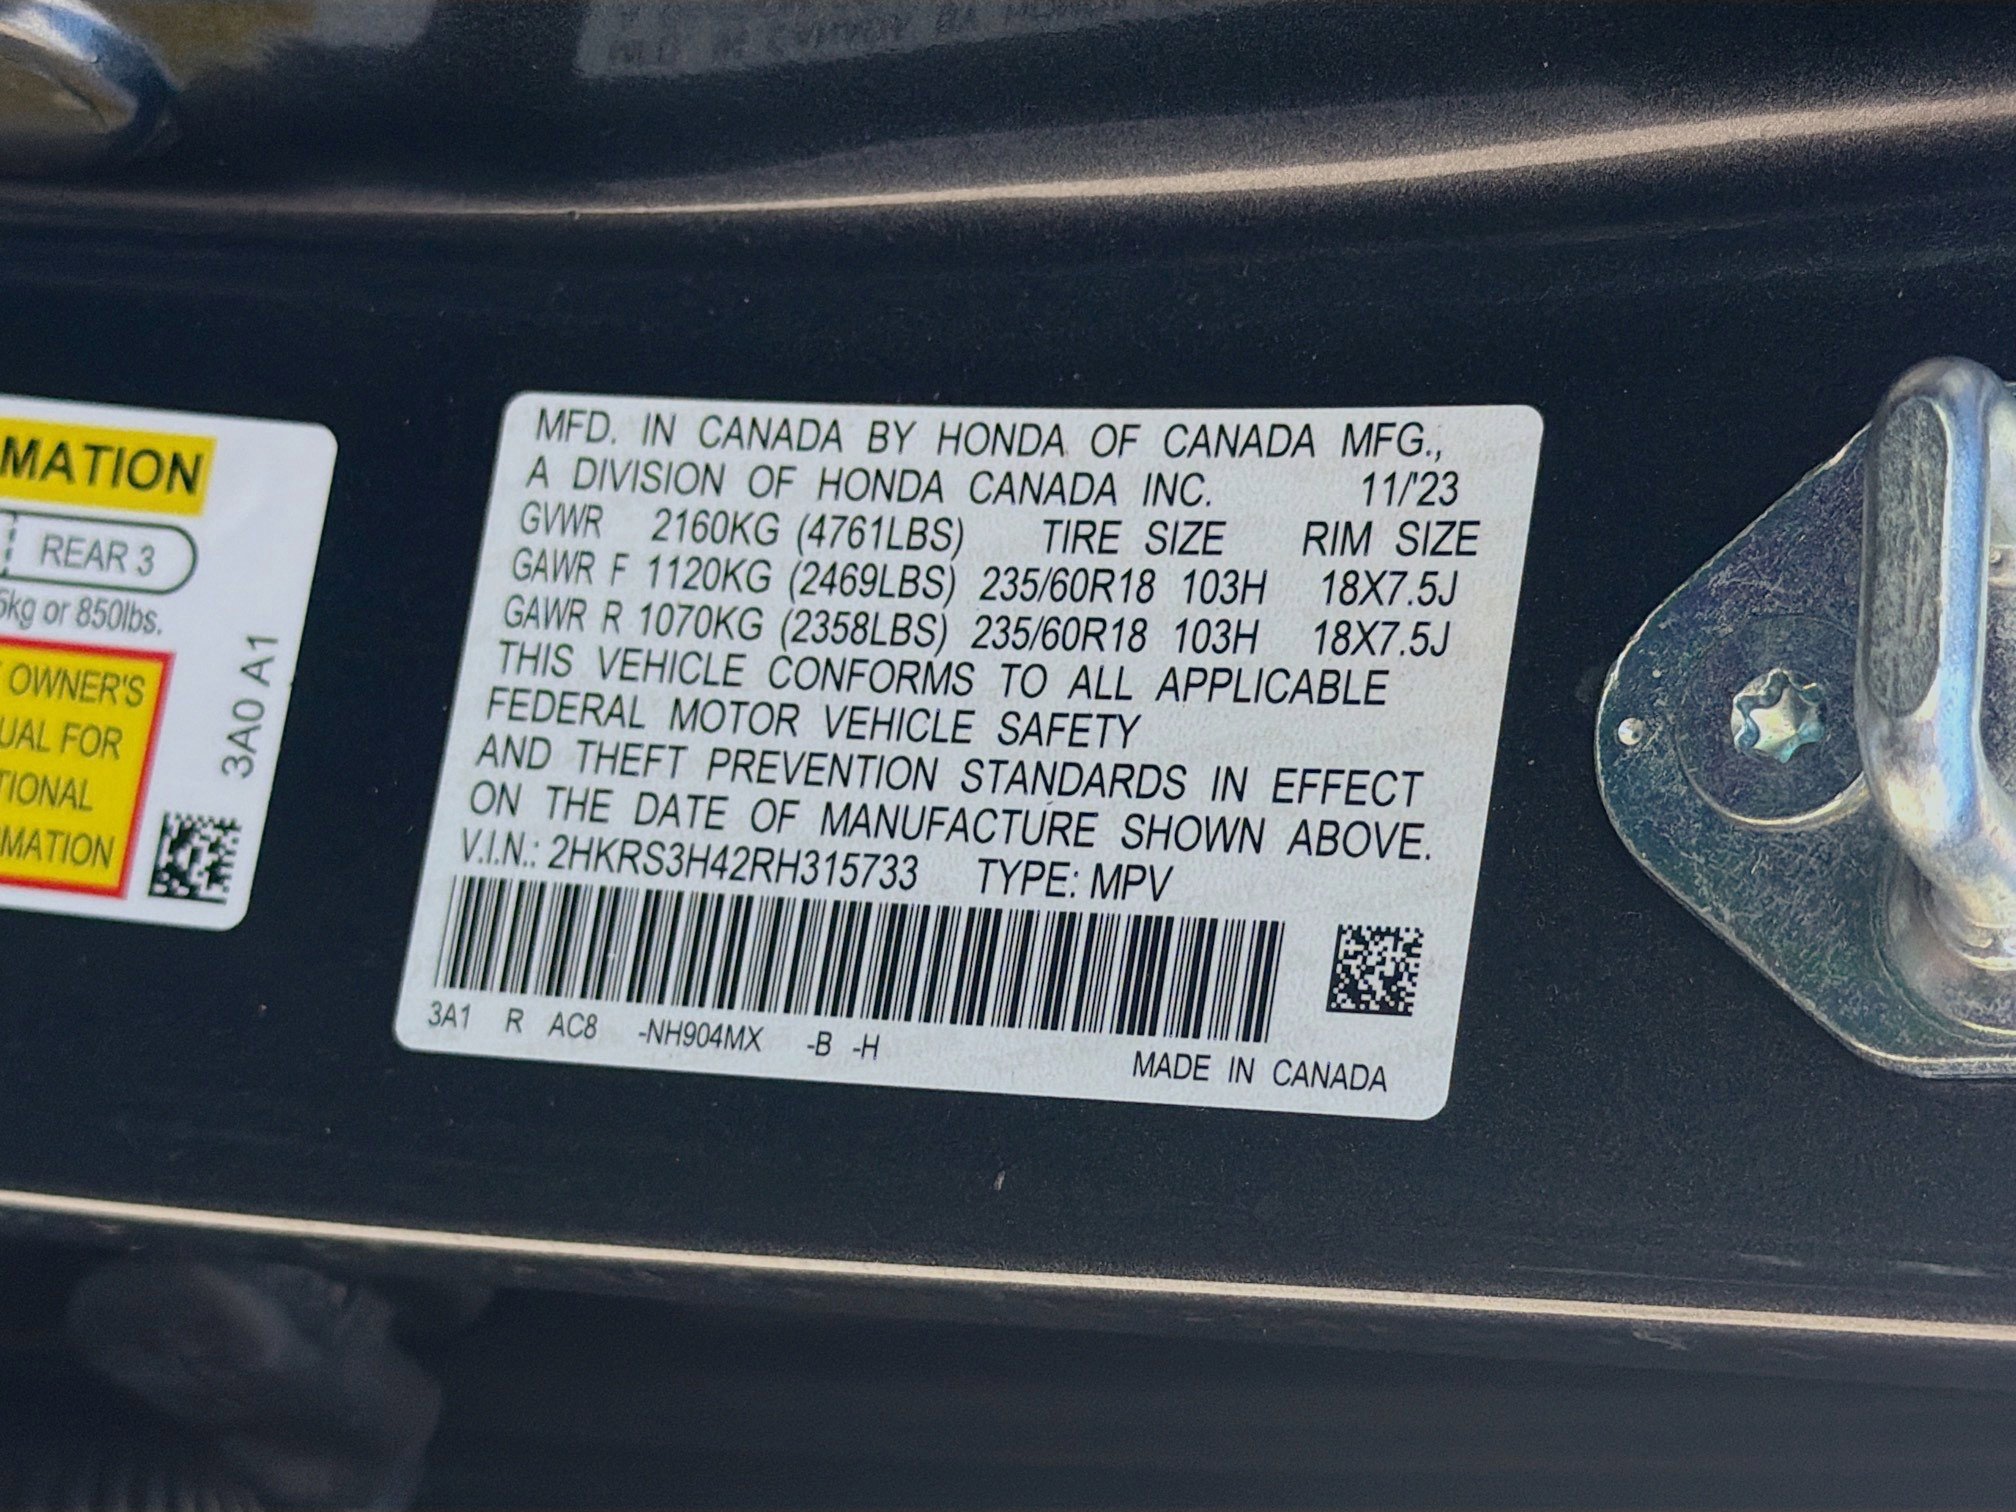 MATION
REAR 3
5kg or 850lbs.
OWNER'S
UAL FOR
TIONAL
RMATION
3A0 A1
MFD. IN CANADA BY HONDA OF CANADA MFG.,
A DIVISION OF HONDA CANADA INC. 11/'23
GVWR 2160KG (4761LBS) TIRE SIZE RIM SIZE
GAWR F 1120KG (2469LBS) 235/60R18 103H 18X7.5J
GAWR R 1070KG (2358LBS) 235/60R18 103H 18X7.5J
THIS VEHICLE CONFORMS TO ALL APPLICABLE
FEDERAL MOTOR VEHICLE SAFETY
AND THEFT PREVENTION STANDARDS IN EFFECT
ON THE DATE OF MANUFACTURE SHOWN ABOVE.
V.I.N.: 2HKRS3H42RH315733 TYPE: MPV
3A1 R AC8 -NH904MX -B -H
MADE IN CANADA